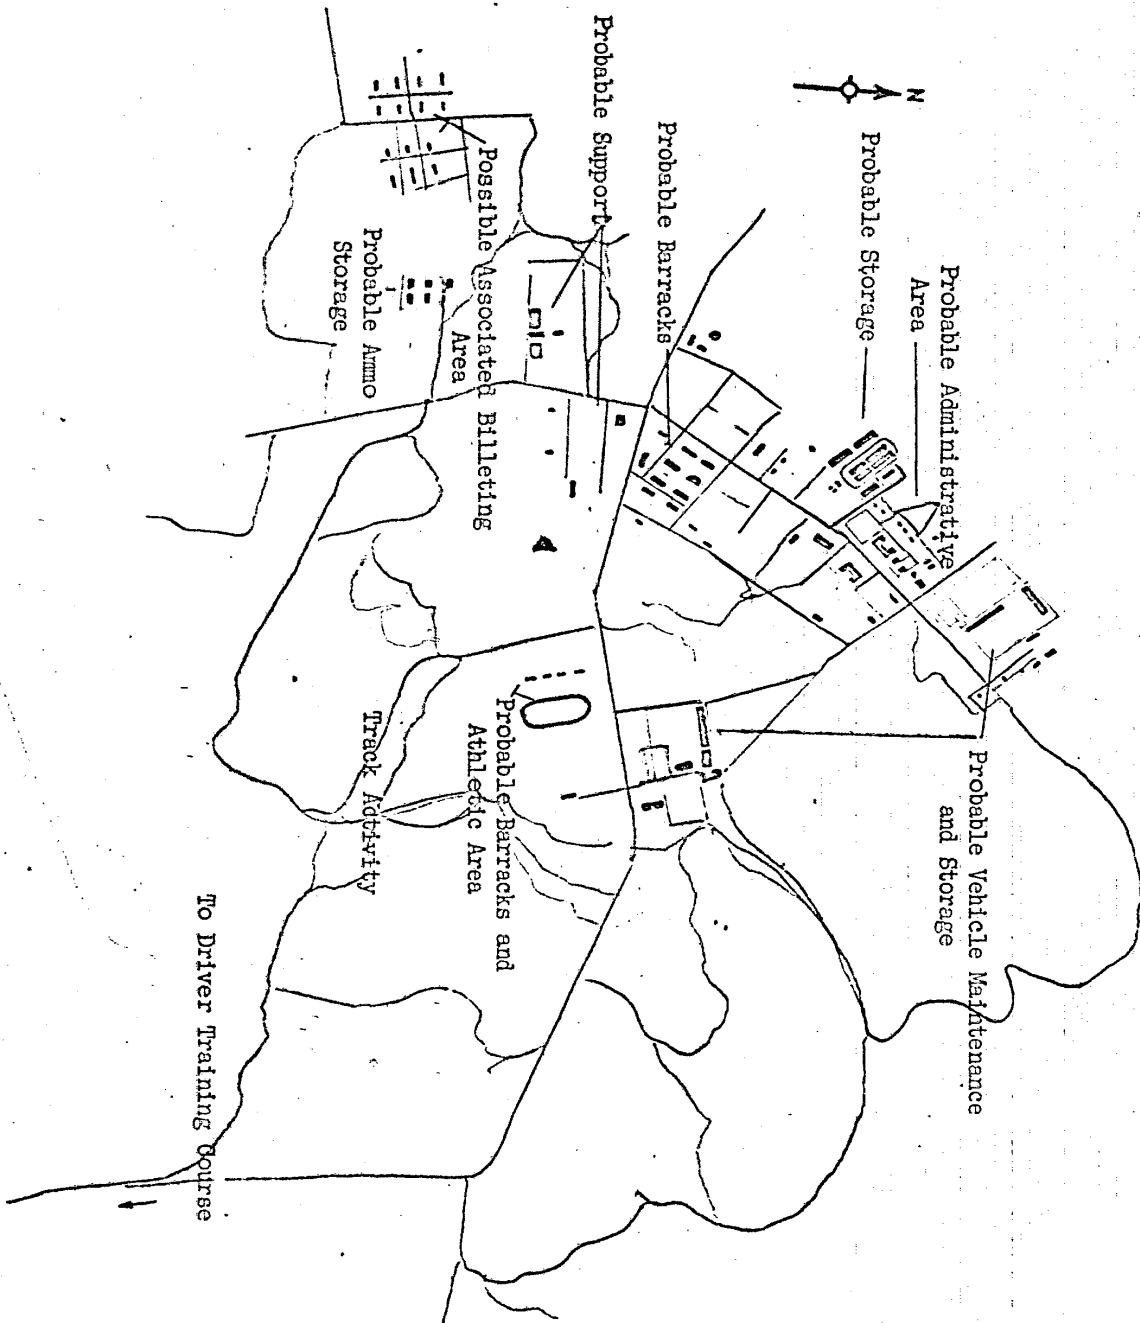 N
Probable Administrative
Area
Probable Storage
Probable Barracks
Probable Support
Possible Associated Billeting
Area
Probable Ammo
Storage
Probable Vehicle Maintenance
and Storage
Probable Barracks and
Athletic Area
Track Adtivity
To Driver Training Course